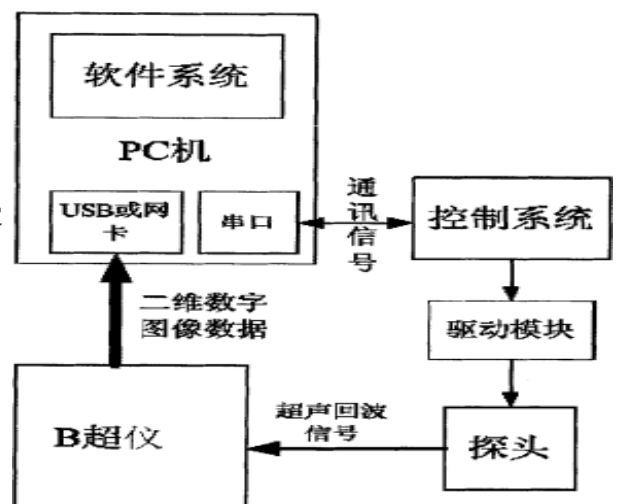 软件系统
PC机
USB或网
卡
串口
通
讯
信
号
控制系统
二维数字
图像数据
驱动模块
B超仪
超声回波
信号
探头